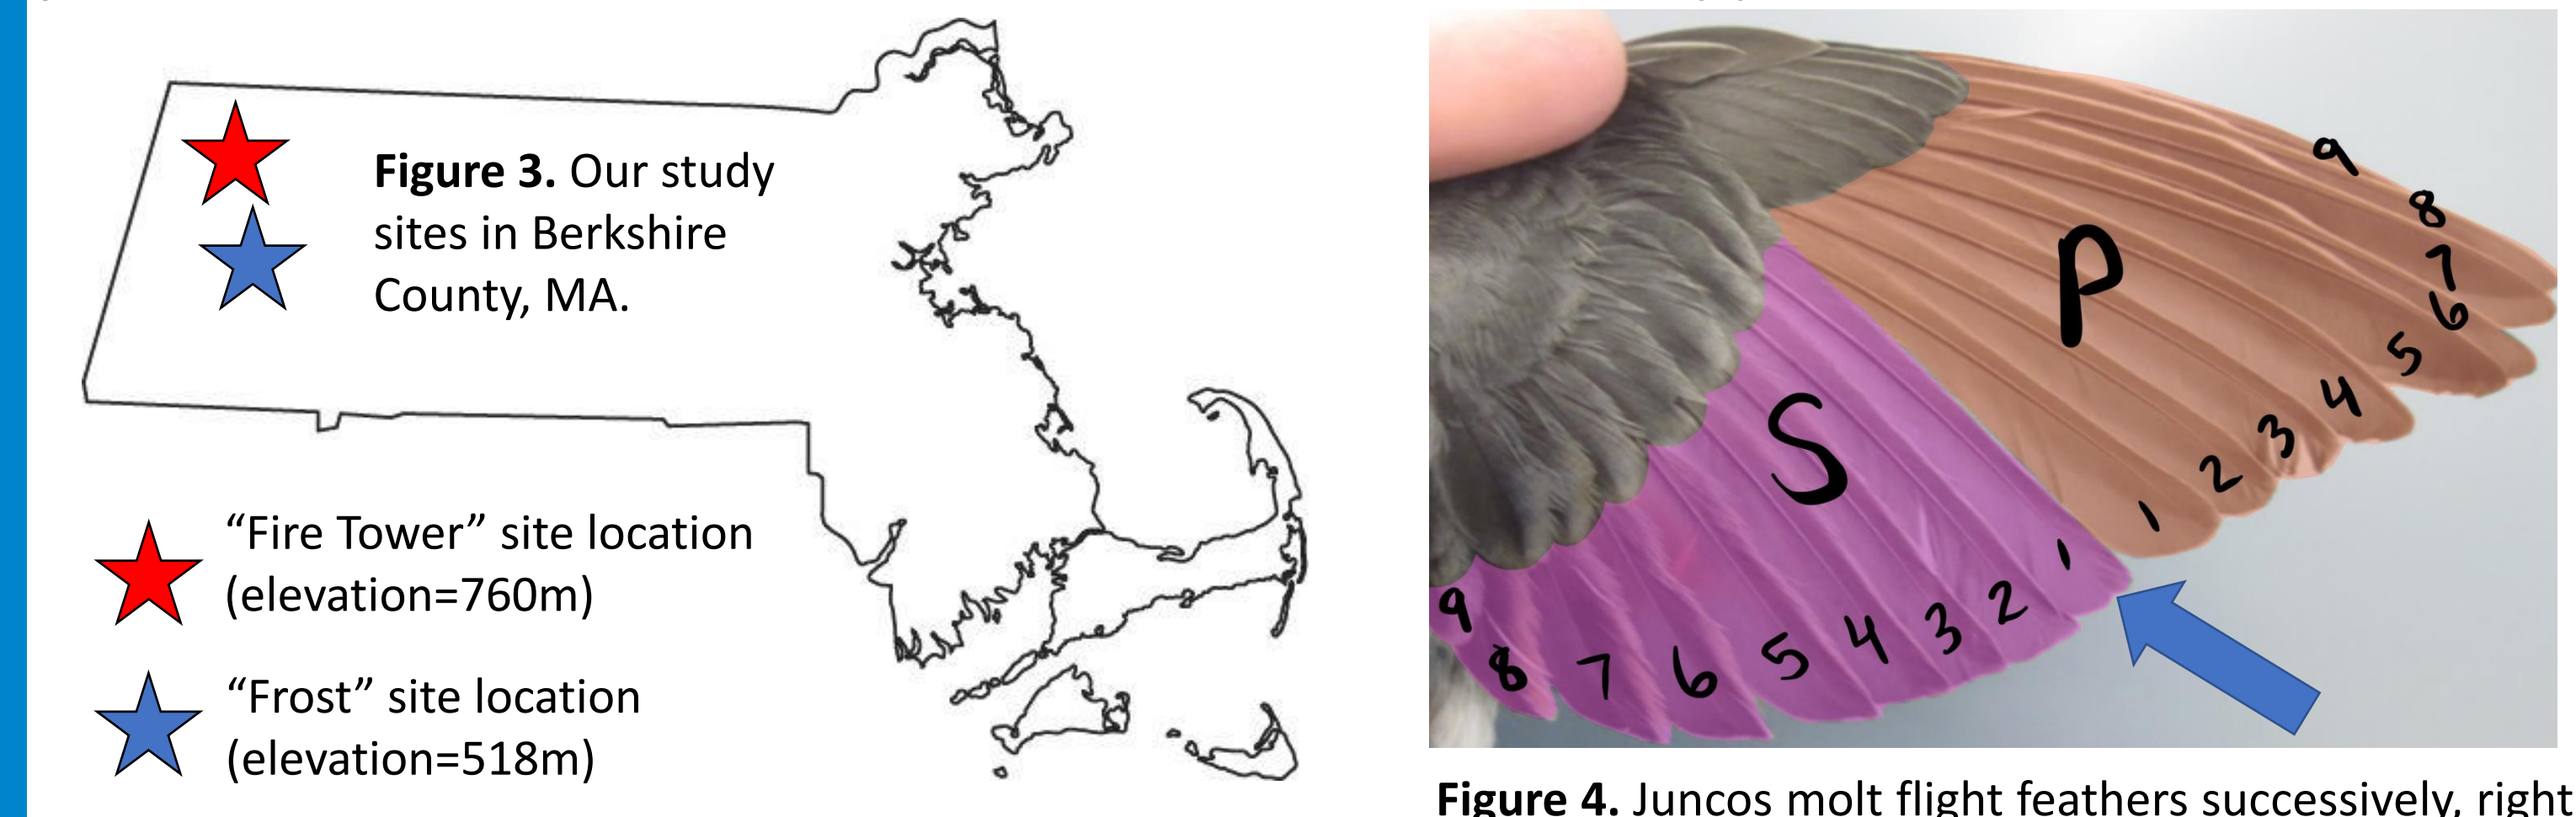 Figure 3. Our study
sites in Berkshire
County, MA.
“Fire Tower” site location
(elevation=760m)
“Frost” site location
(elevation=518m)
P
9
8
7
6
5
4
3
2
1
S
1
2
3
4
5
6
7
8
9
Figure 4. Juncos molt flight feathers successively, right